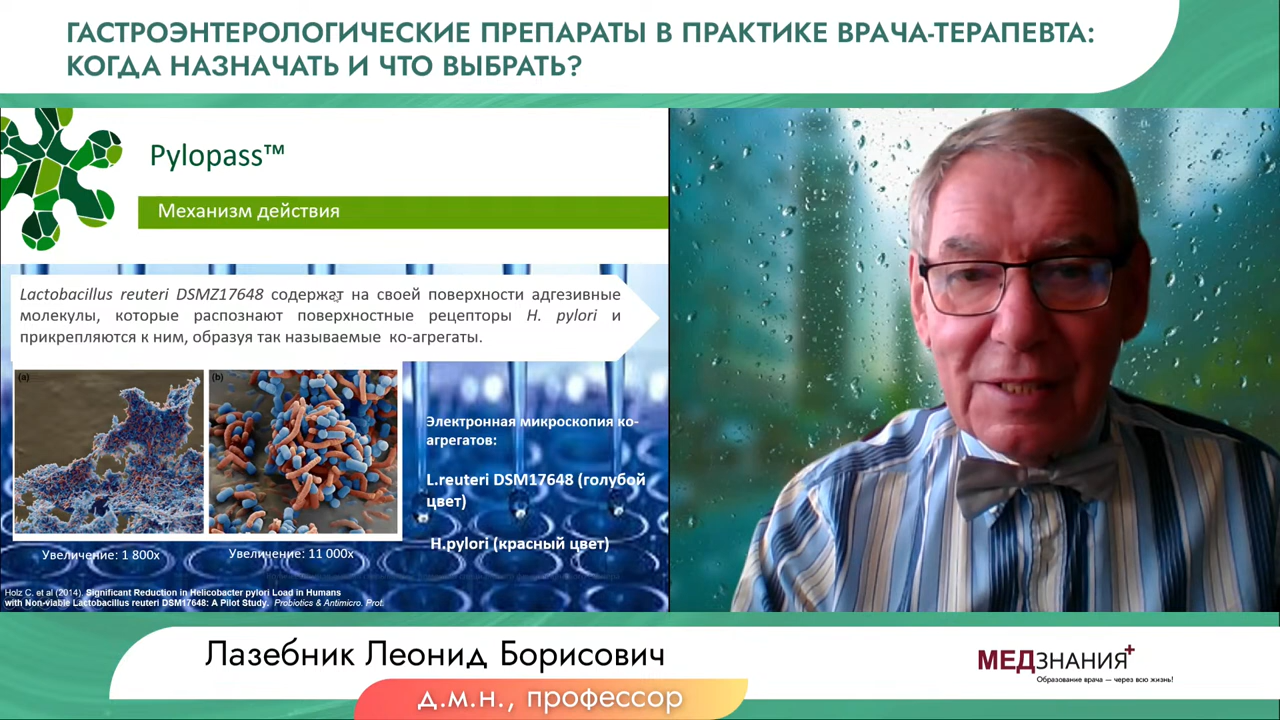 ГАСТРОЭНТЕРОЛОГИЧЕСКИЕ ПРЕПАРАТЫ В ПРАКТИКЕ ВРАЧА-ТЕРАПЕВТА:
КОГДА НАЗНАЧАТЬ И ЧТО ВЫБРАТЬ?
Pylopass™
Механизм действия
Lactobacillus reuteri DSMZ17648 содержат на своей поверхности адгезивные
молекулы, которые распознают поверхностные рецепторы H. pylori и
прикрепляются к ним, образуя так называемые ко-агрегаты.
(a)
(b)
Электронная микроскопия ко-
агрегатов:
L.reuteri DSM17648 (голубой
цвет)
H.pylori (красный цвет)
Увеличение: 1 800x
Увеличение: 11 000x
Holz C. et al (2014) Significant Reduction in Helicobacter pylori Load in Humans
with Non-viable Lactobacillus reuteri DSM17648: A Pilot Study. Probiotics & Antimicro. Prot.
Лазебник Леонид Борисович
д.м.н., профессор
МЕДЗНАНИЯ+
Образование врача — через всю жизнь!